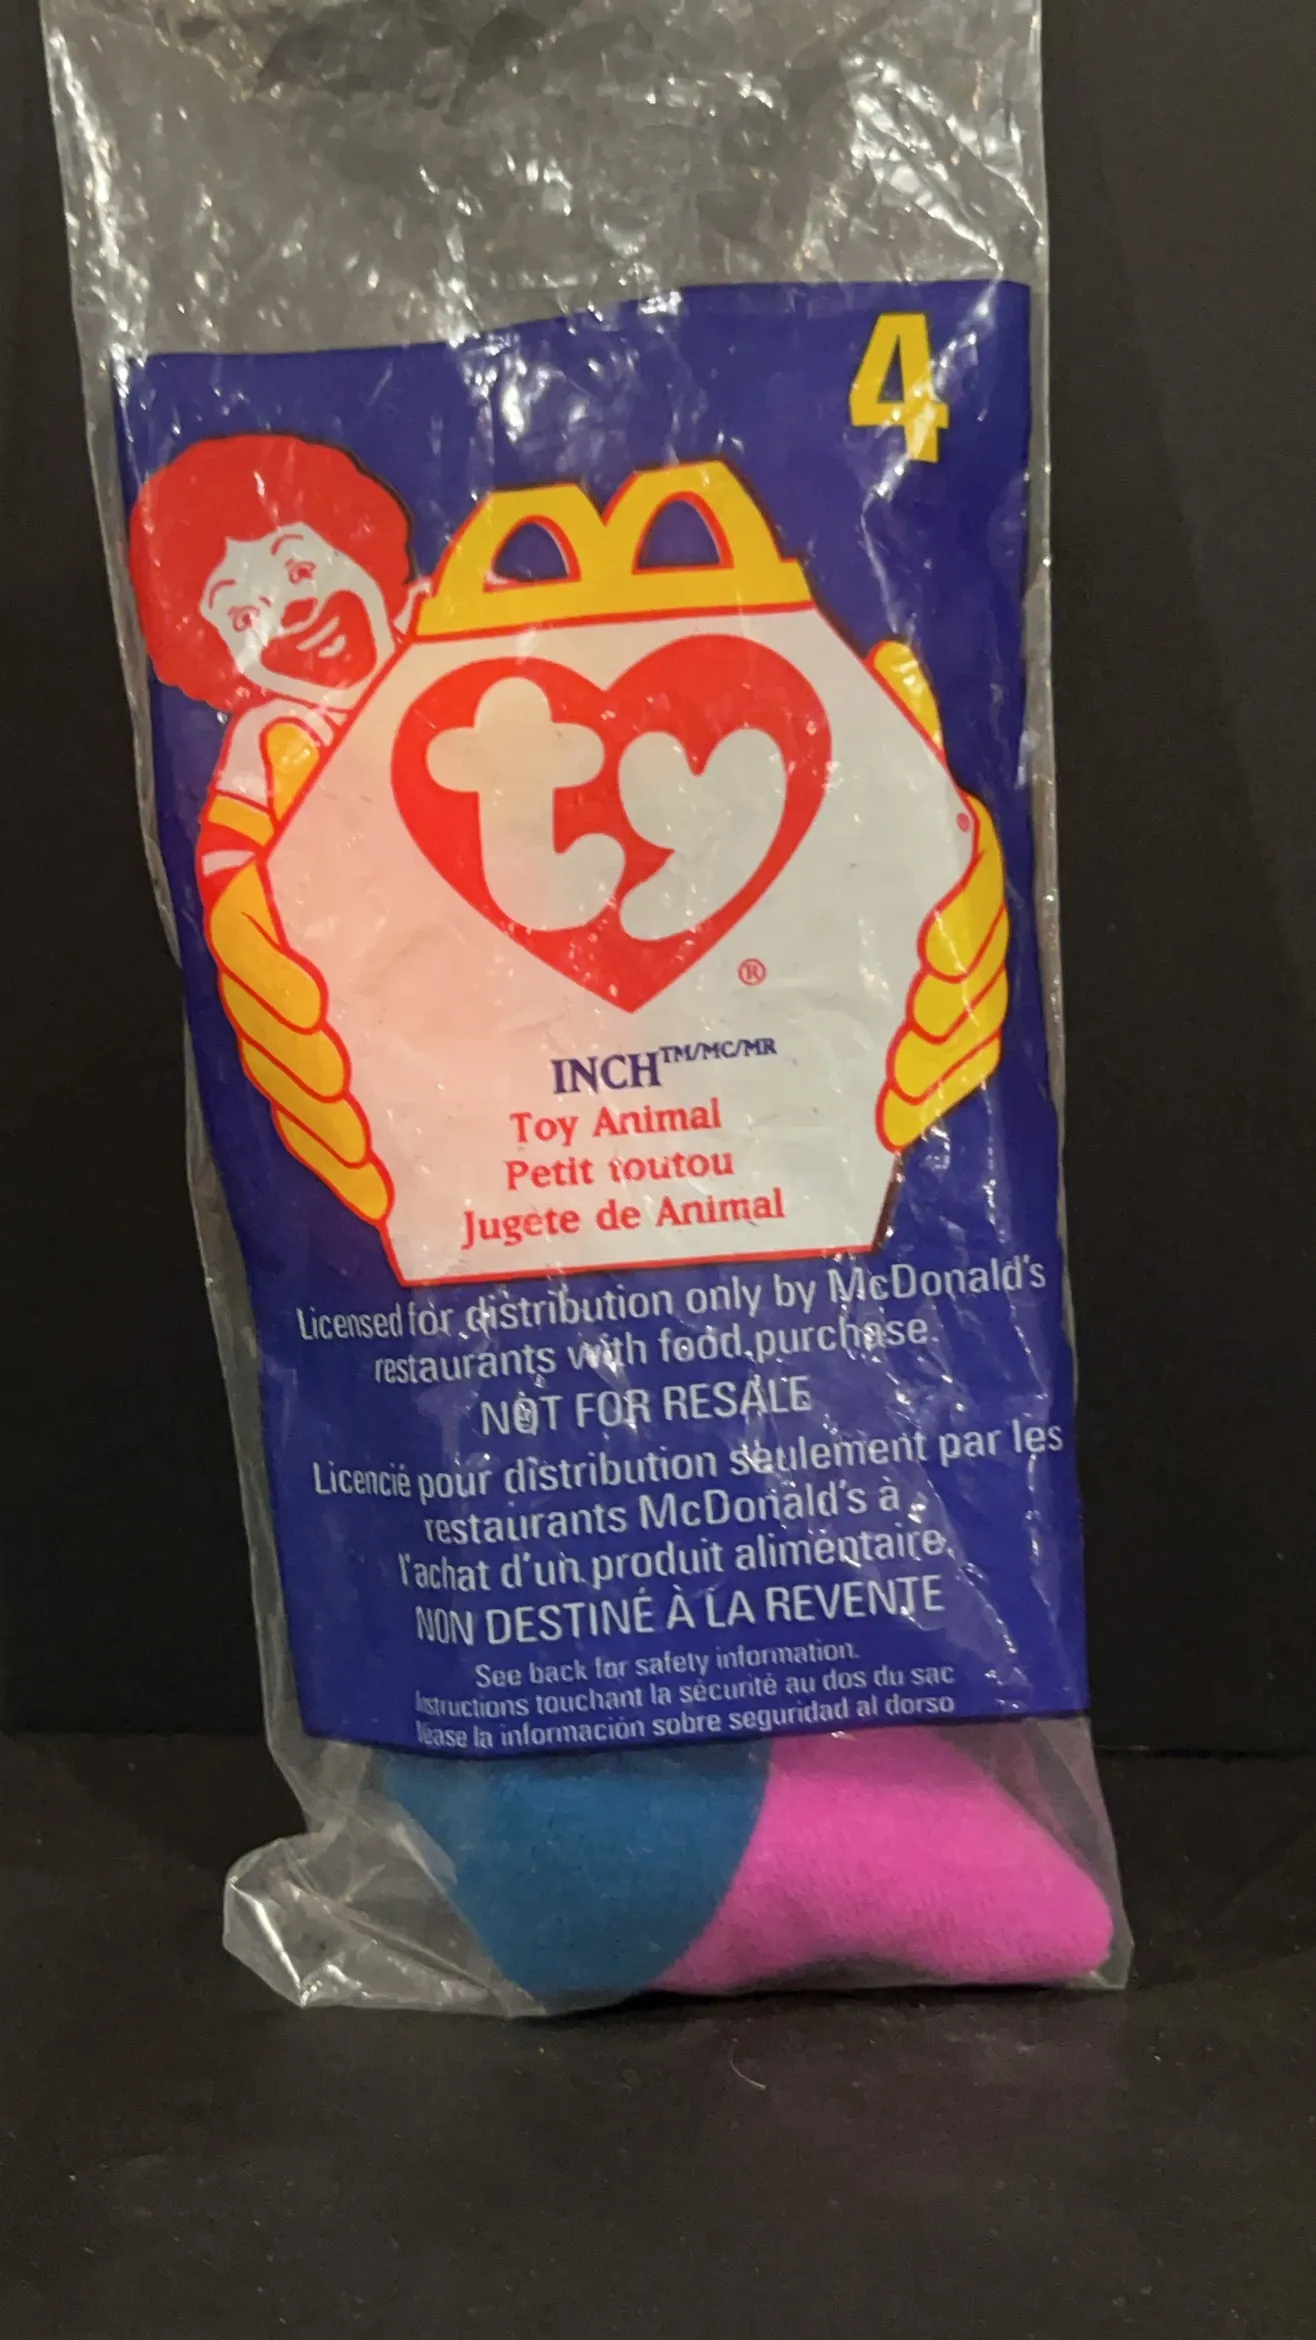 4
ty
®
®
INCH™/MC/MR
Toy Animal
Petit toutou
Jugete de Animal
Licensed for distribution only by McDonald's
restaurants with food purchase.
NOT FOR RESALE
Licencié pour distribution seulement par les
restaurants McDonald's à
l'achat d'un produit alimentaire.
NON DESTINÉ À LA REVENTE
See back for safety information.
Instructions touchant la sécurité au dos du sac
Véase la información sobre seguridad al dorso